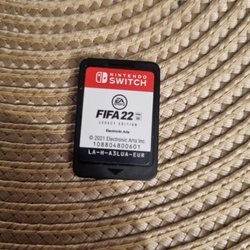 NINTENDO
SWITCH
EA
FIFA 22
LEGACY EDITION
Electronic Arts
© 2021 Electronic Arts Inc.
108804800601
LA-H-A3LUA-EUR